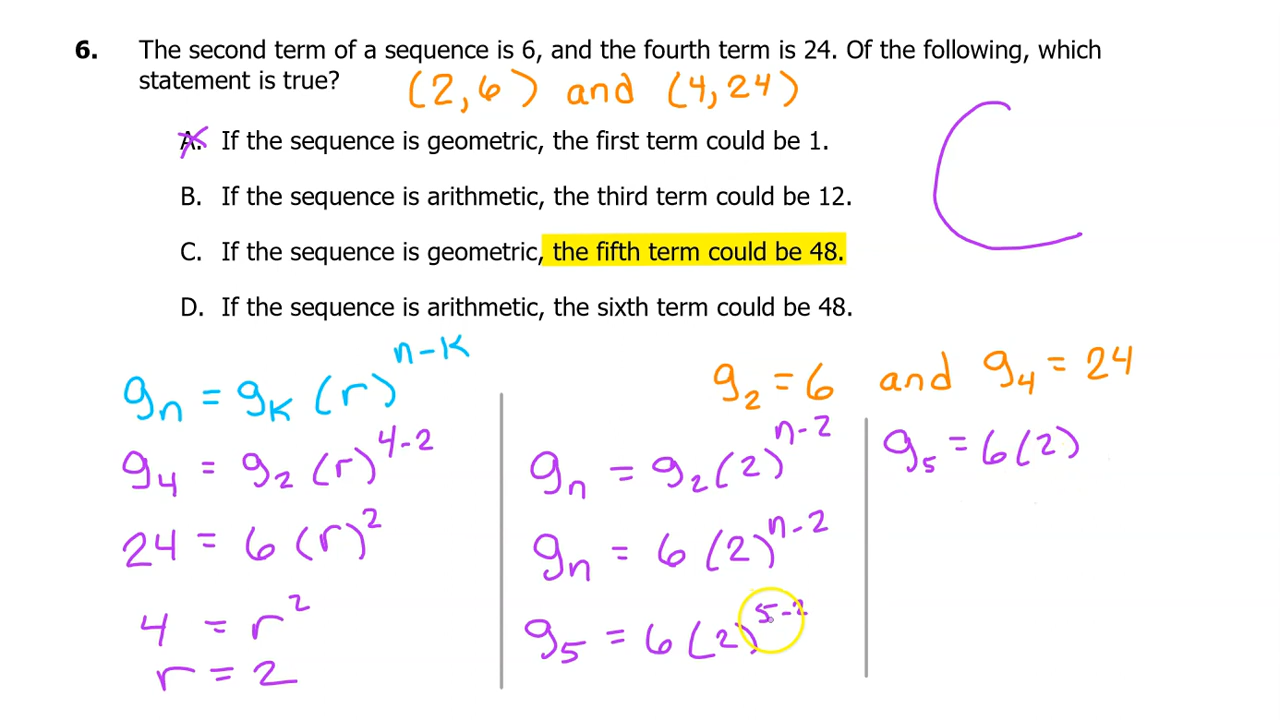 6. The second term of a sequence is 6, and the fourth term is 24. Of the following, which
statement is true?
(2,6) and (4,24)
A. If the sequence is geometric, the first term could be 1.
B. If the sequence is arithmetic, the third term could be 12.
C. If the sequence is geometric, the fifth term could be 48.
D. If the sequence is arithmetic, the sixth term could be 48.
C
gₙ = gₖ (r)ⁿ⁻ᵏ
g₄ = g₂ (r)⁴⁻²
24 = 6 (r)²
4 = r²
r = 2
g₂ = 6 and g₄ = 24
gₙ = g₂ (2)ⁿ⁻²
gₙ = 6 (2)ⁿ⁻²
g₅ = 6 (2)⁵⁻²
g₅ = 6 (2)